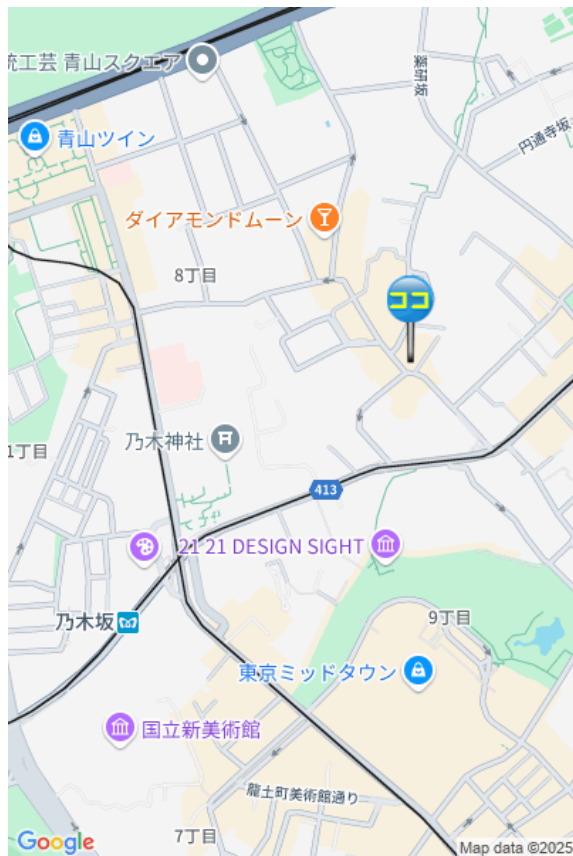 統工芸 青山スクエア
薬研坂
円通寺坂
青山ツイン
ダイアモンドムーン
8丁目
ココ
乃木神社
1丁目
413
21 21 DESIGN SIGHT
乃木坂
9丁目
東京ミッドタウン
国立新美術館
龍土町美術館通り
7丁目
Google
Map data ©2025